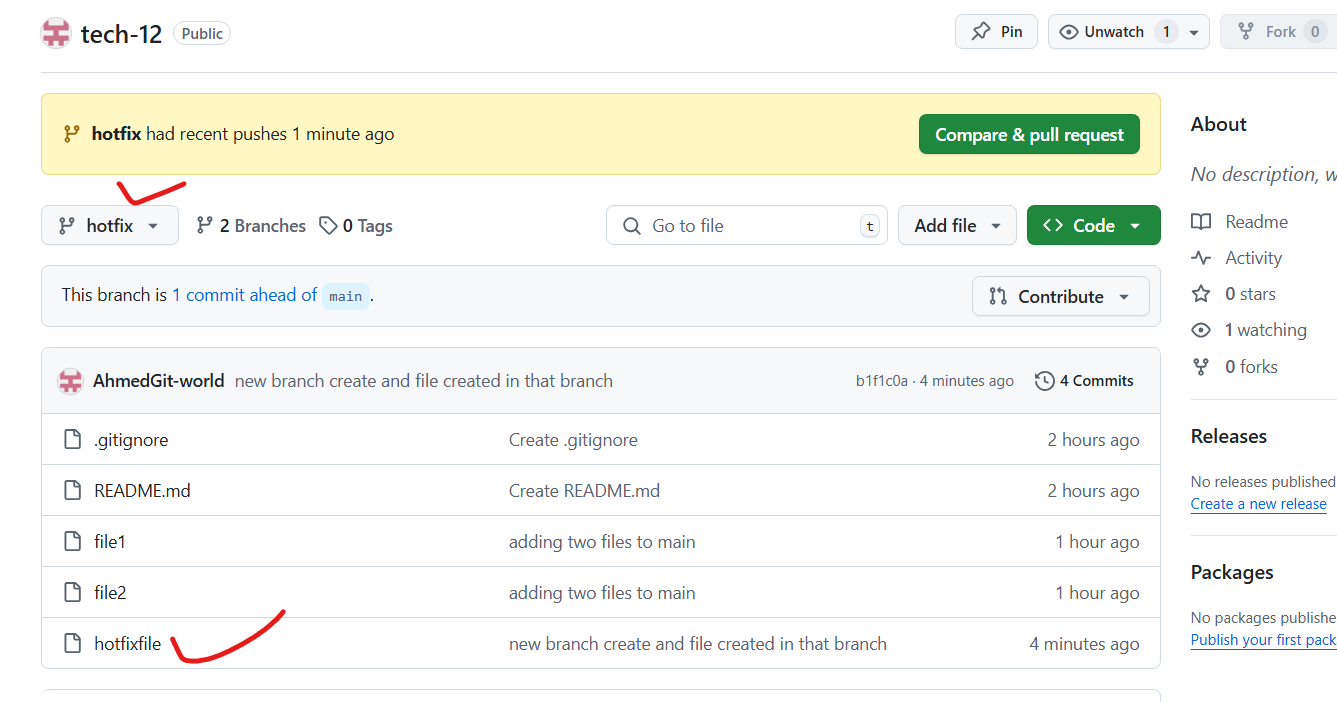 tech-12 Public Pin Unwatch 1 Fork 0
hotfix had recent pushes 1 minute ago Compare & pull request
hotfix 2 Branches 0 Tags Go to file t Add file Code
This branch is 1 commit ahead of main . Contribute
AhmedGit-world new branch create and file created in that branch b1f1c0a · 4 minutes ago 4 Commits
.gitignore Create .gitignore 2 hours ago
README.md Create README.md 2 hours ago
file1 adding two files to main 1 hour ago
file2 adding two files to main 1 hour ago
hotfixfile new branch create and file created in that branch 4 minutes ago
About
No description, w
Readme
Activity
0 stars
1 watching
0 forks
Releases
No releases published
Create a new release
Packages
No packages publishe
Publish your first pack